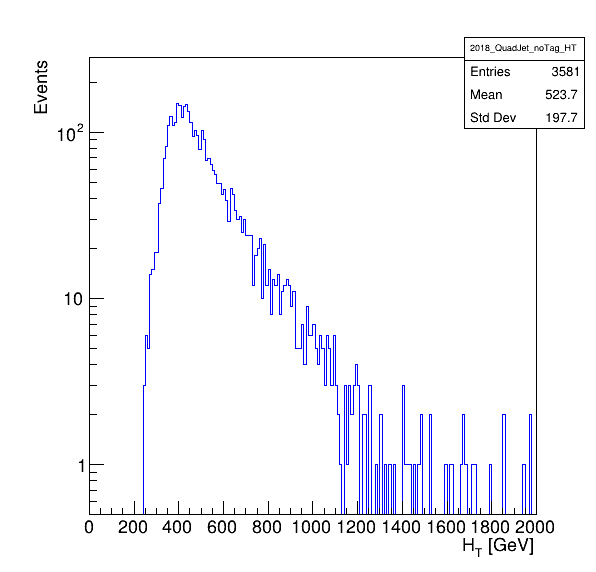 2018_QuadJet_noTag_HT
Entries 3581
Mean 523.7
Std Dev 197.7
Events
10²
10
1
0 200 400 600 800 1000 1200 1400 1600 1800 2000
H_T [GeV]